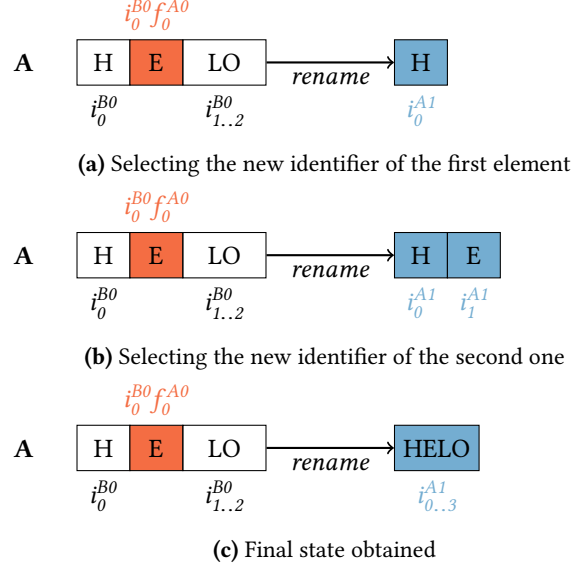 i_0^{B0} f_0^{A0}
A H E LO rename H
i_0^{B0} i_{1..2}^{B0} i_0^{A1}
(a) Selecting the new identifier of the first element
i_0^{B0} f_0^{A0}
A H E LO rename H E
i_0^{B0} i_{1..2}^{B0} i_0^{A1} i_1^{A1}
(b) Selecting the new identifier of the second one
i_0^{B0} f_0^{A0}
A H E LO rename HELO
i_0^{B0} i_{1..2}^{B0} i_{0..3}^{A1}
(c) Final state obtained